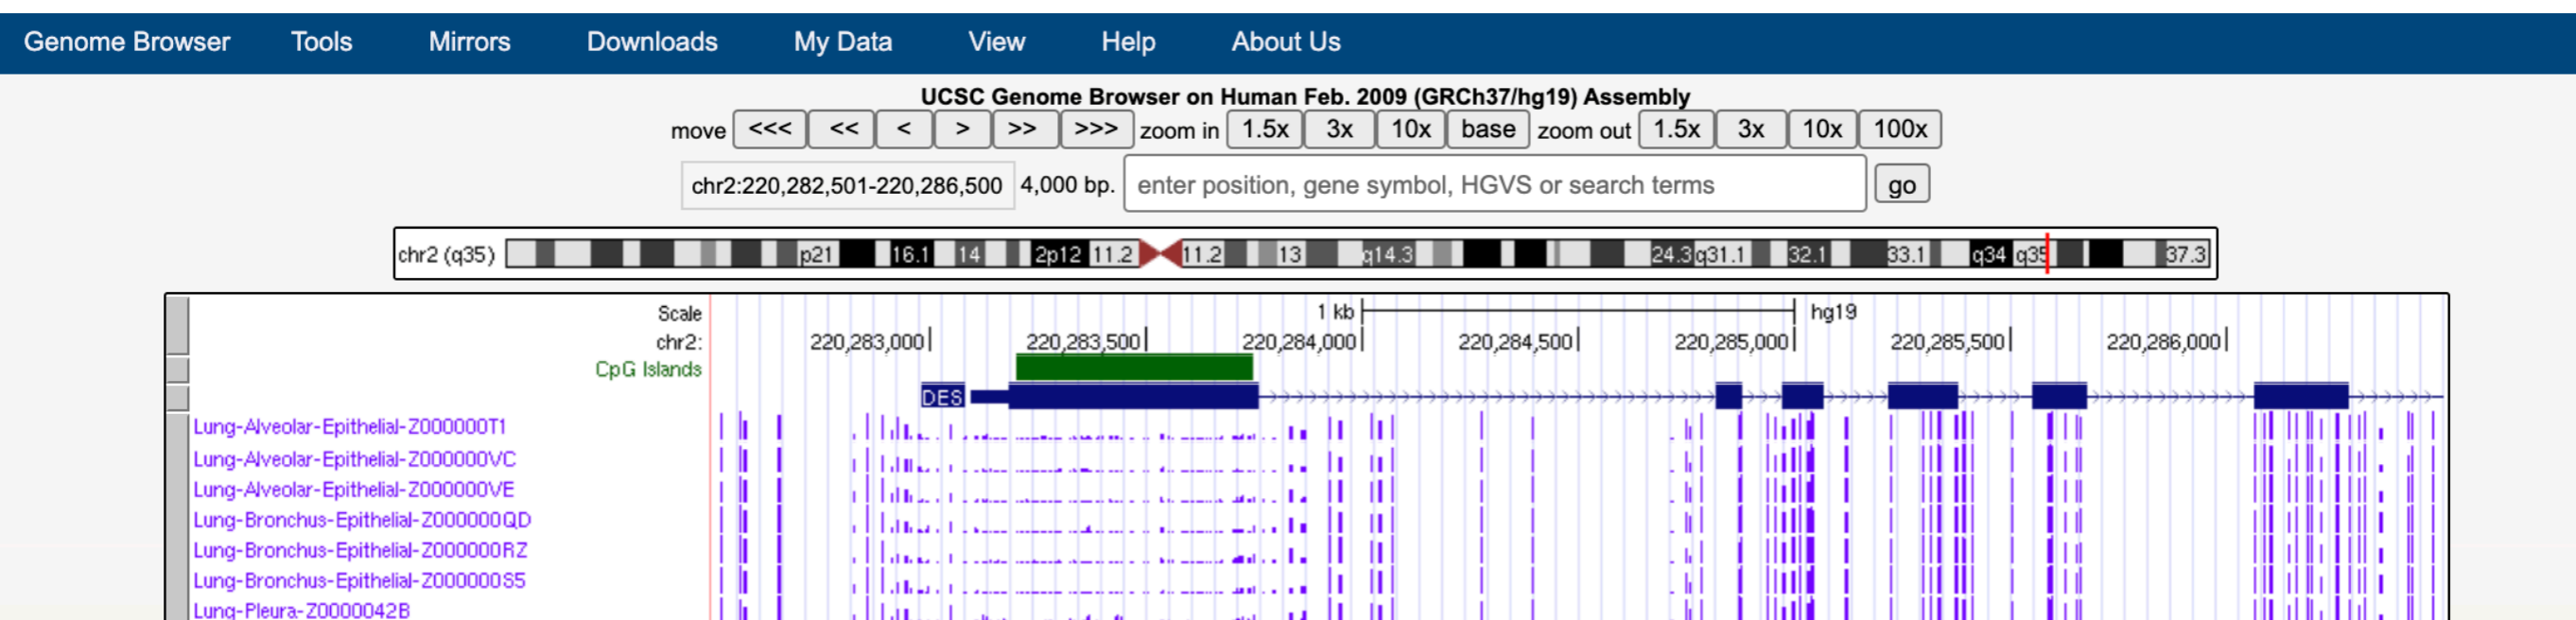 Genome Browser Tools Mirrors Downloads My Data View Help About Us
UCSC Genome Browser on Human Feb. 2009 (GRCh37/hg19) Assembly
move <<< << < > >> >>> zoom in 1.5x 3x 10x base zoom out 1.5x 3x 10x 100x
chr2:220,282,501-220,286,500 4,000 bp. enter position, gene symbol, HGVS or search terms go
chr2 (q35) p21 16.1 14 2p12 11.2 11.2 13 q14.3 24.3 q31.1 32.1 33.1 q34 q35 37.3
Scale 1 kb hg19
chr2: 220,283,000 220,283,500 220,284,000 220,284,500 220,285,000 220,285,500 220,286,000
CpG Islands
DES
Lung-Alveolar-Epithelial-Z000000T1
Lung-Alveolar-Epithelial-Z000000VC
Lung-Alveolar-Epithelial-Z000000VE
Lung-Bronchus-Epithelial-Z000000QD
Lung-Bronchus-Epithelial-Z000000RZ
Lung-Bronchus-Epithelial-Z000000S5
Lung-Pleura-Z0000042B